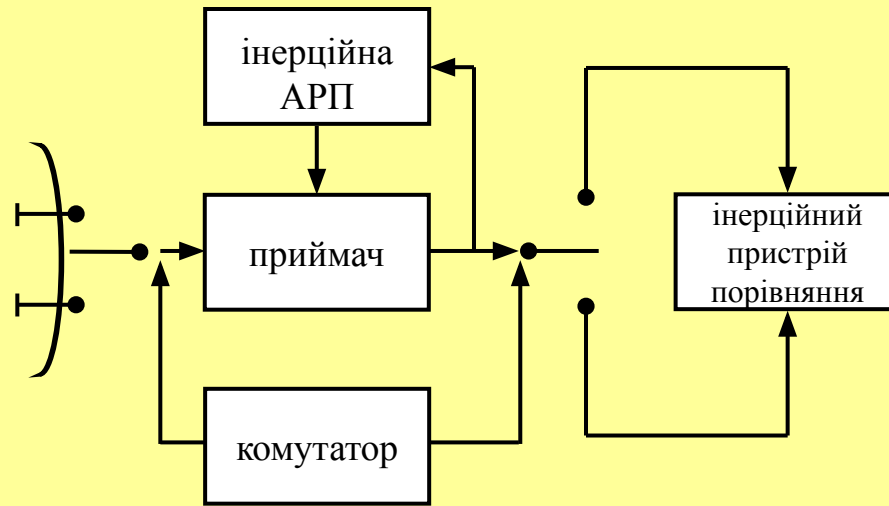 інерційна
АРП
приймач
інерційний
пристрій
порівняння
комутатор